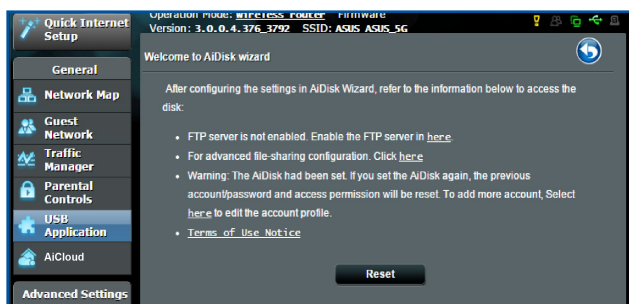 Quick Internet
Setup
Operation Mode: Wireless router Firmware
Version: 3.0.0.4.376_3792 SSID: ASUS ASUS_5G
General
Network Map
Guest
Network
Traffic
Manager
Parental
Controls
USB
Application
AiCloud
Advanced Settings
Welcome to AiDisk wizard
After configuring the settings in AiDisk Wizard, refer to the information below to access the
disk:
• FTP server is not enabled. Enable the FTP server in here.
• For advanced file-sharing configuration. Click here
• Warning: The AiDisk had been set. If you set the AiDisk again, the previous
account/password and access permission will be reset. To add more account, Select
here to edit the account profile.
• Terms of Use Notice
Reset